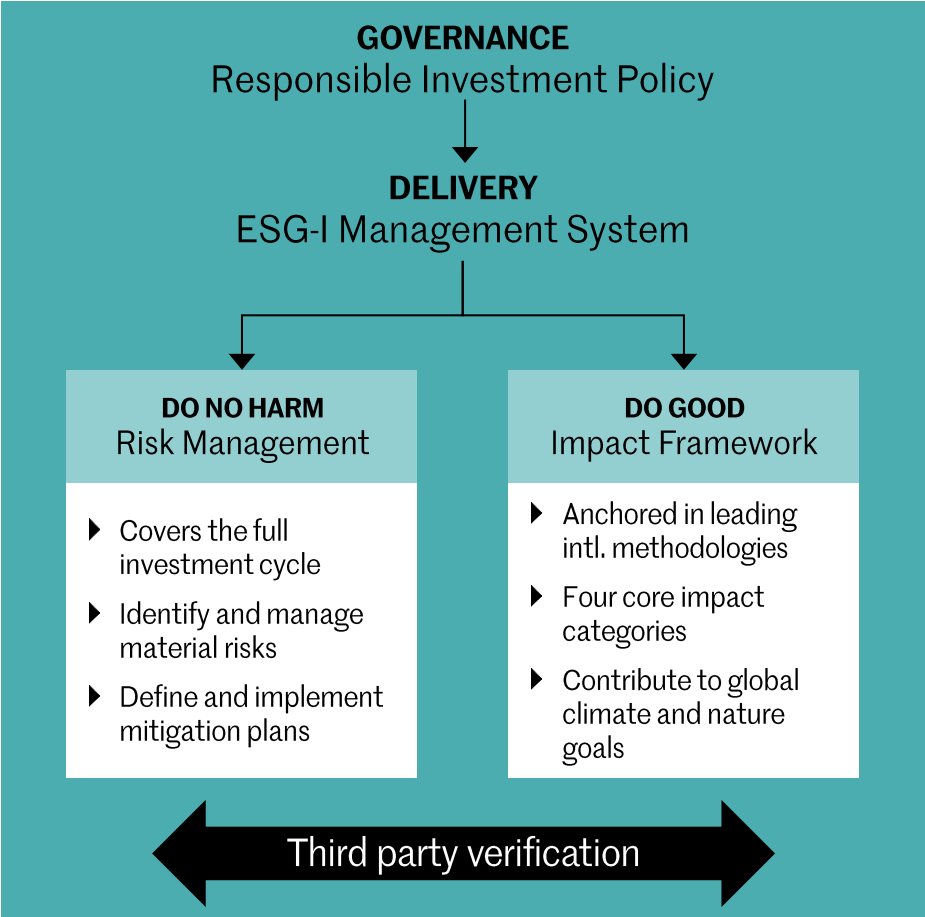 GOVERNANCE
Responsible Investment Policy
DELIVERY
ESG-I Management System
DO NO HARM
Risk Management
Covers the full
investment cycle
Identify and manage
material risks
Define and implement
mitigation plans
DO GOOD
Impact Framework
Anchored in leading
intl. methodologies
Four core impact
categories
Contribute to global
climate and nature
goals
Third party verification